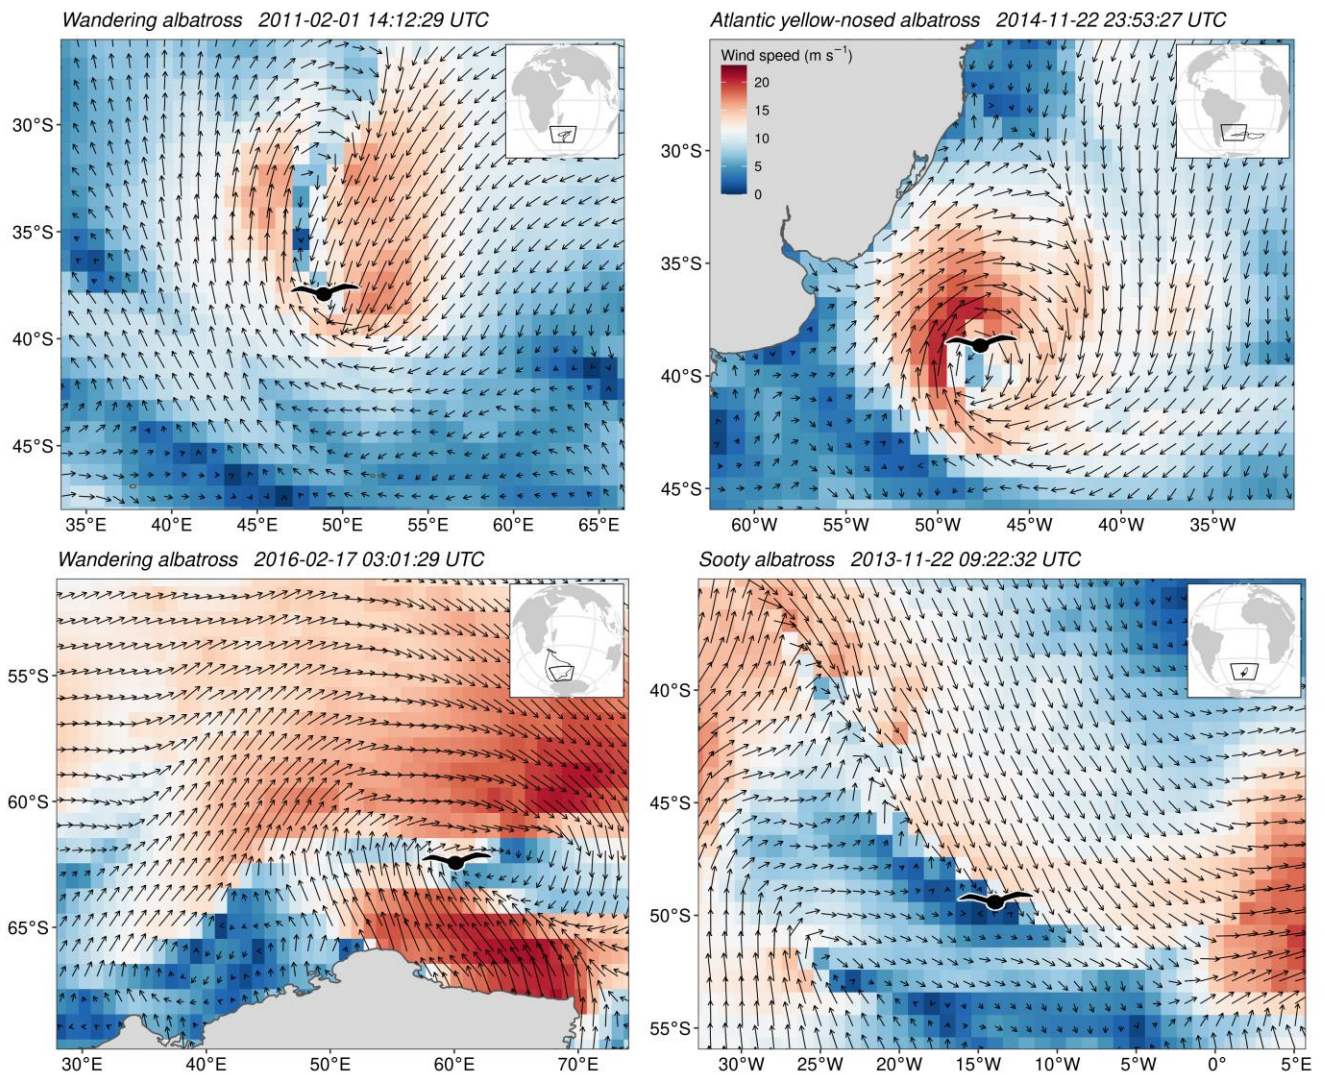 Wandering albatross 2011-02-01 14:12:29 UTC
30°S
35°S
40°S
45°S
35°E 40°E 45°E 50°E 55°E 60°E 65°E
Atlantic yellow-nosed albatross 2014-11-22 23:53:27 UTC
Wind speed (m s⁻¹)
20
15
10
5
0
30°S
35°S
40°S
45°S
60°W 55°W 50°W 45°W 40°W 35°W
Wandering albatross 2016-02-17 03:01:29 UTC
55°S
60°S
65°S
30°E 40°E 50°E 60°E 70°E
Sooty albatross 2013-11-22 09:22:32 UTC
40°S
45°S
50°S
55°S
30°W 25°W 20°W 15°W 10°W 5°W 0° 5°E